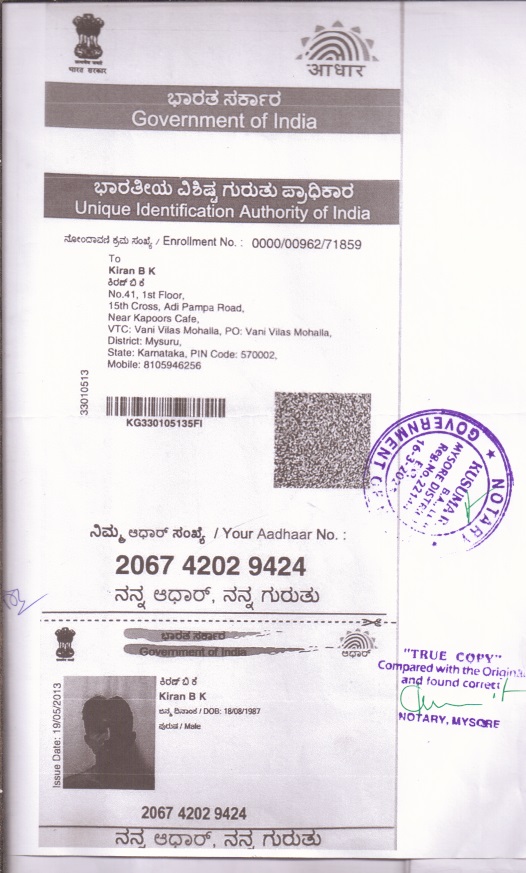 भारत सरकार
आधार
ಭಾರತ ಸರ್ಕಾರ
Government of India
ಭಾರತೀಯ ವಿಶಿಷ್ಟ ಗುರುತು ಪ್ರಾಧಿಕಾರ
Unique Identification Authority of India
ನೋಂದಾವಣಿ ಕ್ರಮ ಸಂಖ್ಯೆ / Enrollment No. : 0000/00962/71859
To
Kiran B K
ಕಿರಣ್ ಬಿ ಕೆ
No.41, 1st Floor,
15th Cross, Adi Pampa Road,
Near Kapoors Cafe,
VTC: Vani Vilas Mohalla, PO: Vani Vilas Mohalla,
District: Mysuru,
State: Karnataka, PIN Code: 570002,
Mobile: 8105946256
33010513
KG330105135FI
NOTARY
GOVERNMENT
KUSUMA
MYSORE
Reg.No.
ನಿಮ್ಮ ಆಧಾರ್ ಸಂಖ್ಯೆ / Your Aadhaar No. :
2067 4202 9424
ನನ್ನ ಆಧಾರ್, ನನ್ನ ಗುರುತು
ಭಾರತ ಸರ್ಕಾರ
Government of India
ಆಧಾರ್
Issue Date: 19/05/2013
ಕಿರಣ್ ಬಿ ಕೆ
Kiran B K
ಜನ್ಮ ದಿನಾಂಕ / DOB: 18/08/1987
ಪುರುಷ / Male
2067 4202 9424
ನನ್ನ ಆಧಾರ್, ನನ್ನ ಗುರುತು
"TRUE COPY"
Compared with the Origina
and found correct
NOTARY, MYSORE